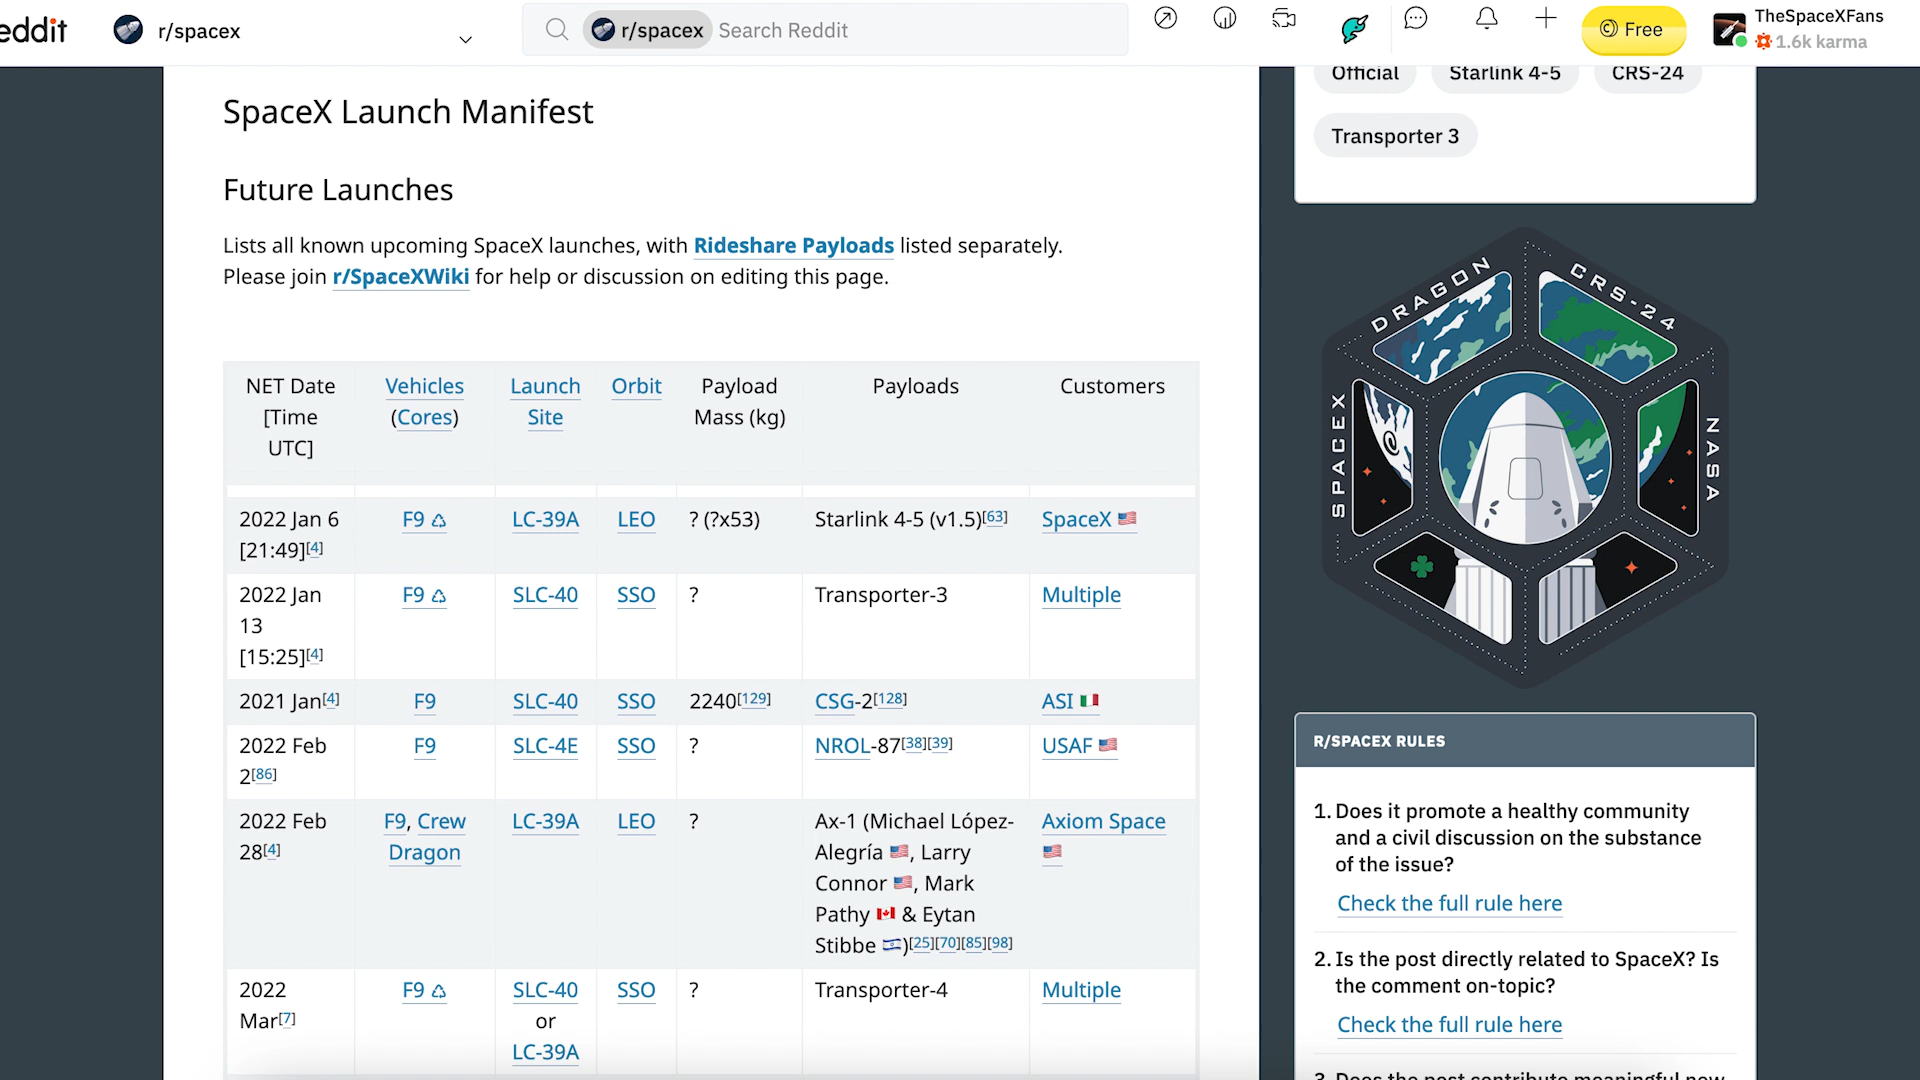 eddit
r/spacex
r/spacex Search Reddit
Free
TheSpaceXFans
1.6k karma
SpaceX Launch Manifest
Future Launches
Lists all known upcoming SpaceX launches, with Rideshare Payloads listed separately.
Please join r/SpaceXWiki for help or discussion on editing this page.
NET Date
[Time
UTC]
Vehicles
(Cores)
Launch
Site
Orbit
Payload
Mass (kg)
Payloads
Customers
2022 Jan 6
[21:49][4]
F9
LC-39A
LEO
? (?x53)
Starlink 4-5 (v1.5)[63]
SpaceX
2022 Jan
13
[15:25][4]
F9
SLC-40
SSO
?
Transporter-3
Multiple
2021 Jan[4]
F9
SLC-40
SSO
2240[129]
CSG-2[128]
ASI
2022 Feb
2[86]
F9
SLC-4E
SSO
?
NROL-87[38][39]
USAF
2022 Feb
28[4]
F9, Crew
Dragon
LC-39A
LEO
?
Ax-1 (Michael López-
Alegría , Larry
Connor , Mark
Pathy & Eytan
Stibbe )[25][70][85][98]
Axiom Space
2022
Mar[7]
F9
SLC-40
or
LC-39A
SSO
?
Transporter-4
Multiple
Official
Starlink 4-5
CRS-24
Transporter 3
DRAGON
CRS-24
SPACEX
NASA
R/SPACEX RULES
1. Does it promote a healthy community
and a civil discussion on the substance
of the issue?
Check the full rule here
2. Is the post directly related to SpaceX? Is
the comment on-topic?
Check the full rule here
3. Does the post contribute meaningful new